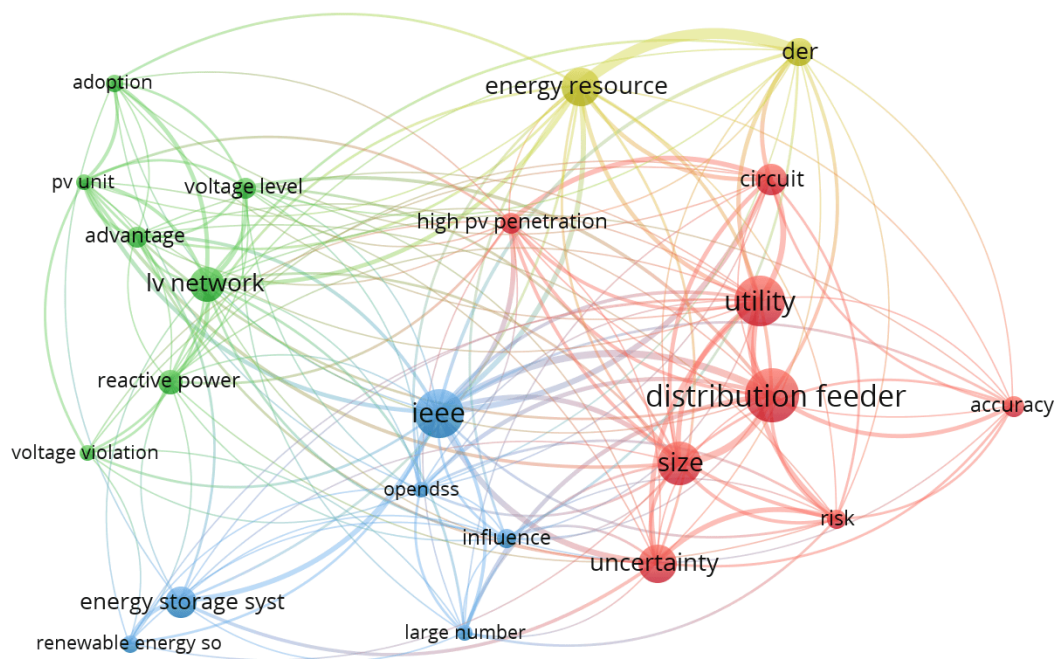 der
energy resource
adoption
circuit
pv unit
voltage level
high pv penetration
advantage
lv network
utility
reactive power
distribution feeder
accuracy
ieee
voltage violation
size
opendss
risk
influence
uncertainty
energy storage syst
large number
renewable energy so